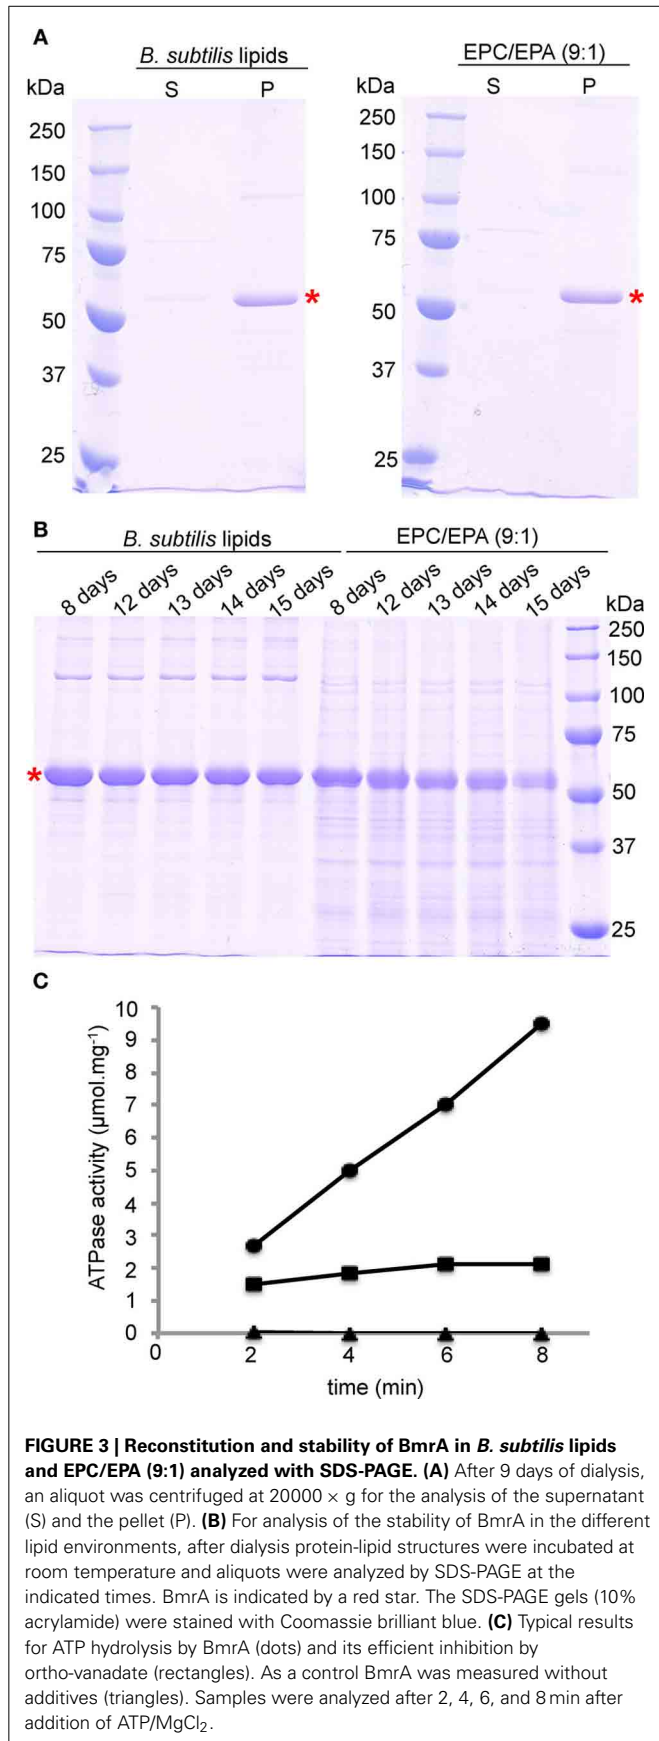 A
B. subtilis lipids
EPC/EPA (9:1)
kDa
S
P
kDa
S
P
250
150
100
75
50
37
25
*
250
150
100
75
50
37
25
*
B
B. subtilis lipids
EPC/EPA (9:1)
8 days
12 days
13 days
14 days
15 days
8 days
12 days
13 days
14 days
15 days
kDa
250
150
100
75
50
37
25
*
C
ATPase activity (µmol.mg-1)
10
9
8
7
5
4
3
2
1
0
0
2
4
6
8
time (min)
FIGURE 3 | Reconstitution and stability of BmrA in B. subtilis lipids
and EPC/EPA (9:1) analyzed with SDS-PAGE. (A) After 9 days of dialysis,
an aliquot was centrifuged at 20000 × g for the analysis of the supernatant
(S) and the pellet (P). (B) For analysis of the stability of BmrA in the different
lipid environments, after dialysis protein-lipid structures were incubated at
room temperature and aliquots were analyzed by SDS-PAGE at the
indicated times. BmrA is indicated by a red star. The SDS-PAGE gels (10%
acrylamide) were stained with Coomassie brilliant blue. (C) Typical results
for ATP hydrolysis by BmrA (dots) and its efficient inhibition by
ortho-vanadate (rectangles). As a control BmrA was measured without
additives (triangles). Samples were analyzed after 2, 4, 6, and 8 min after
addition of ATP/MgCl2.